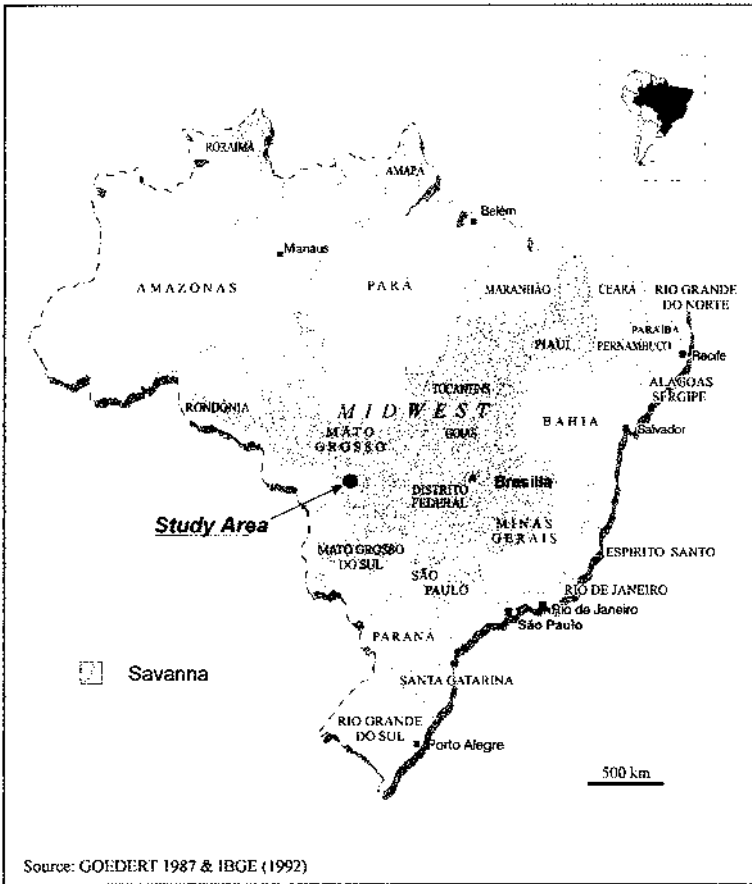 RORAIMA
AMAPA
Belém
Manaus
AMAZONAS
PARÁ
MARANHÃO
CEARÁ
RIO GRANDE
DO NORTE
PARAÍBA
PIAUI
PERNAMBUCO
Recife
ALAGOAS
SERGIPE
TOCANTINS
RONDÔNIA
MIDWEST
MATO
GROSSO
GOIÁS
BAHIA
Salvador
Brasília
DISTRITO
FEDERAL
Study Area
MINAS
GERAIS
MATO GROSSO
DO SUL
ESPIRITO SANTO
SÃO
PAULO
RIO DE JANEIRO
Rio de Janeiro
São Paulo
PARANÁ
Savanna
SANTA CATARINA
RIO GRANDE
DO SUL
Porto Alegre
500 km
Source: GOEDERT 1987 & IBGE (1992)